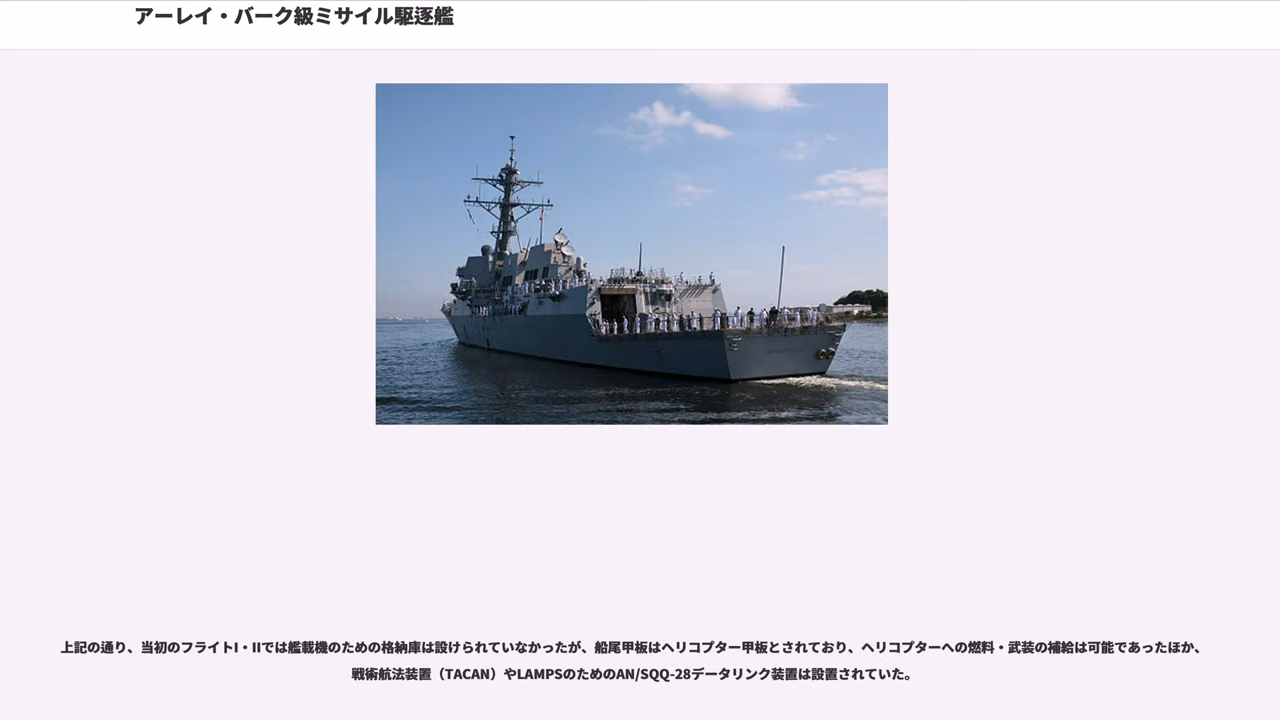 アーレイ・バーク級ミサイル駆逐艦
上記の通り、当初のフライトI・IIでは艦載機のための格納庫は設けられていなかったが、船尾甲板はヘリコプター甲板とされており、ヘリコプターへの燃料・武装の補給は可能であったほか、
戦術航法装置（TACAN）やLAMPSのためのAN/SQQ-28データリンク装置は設置されていた。